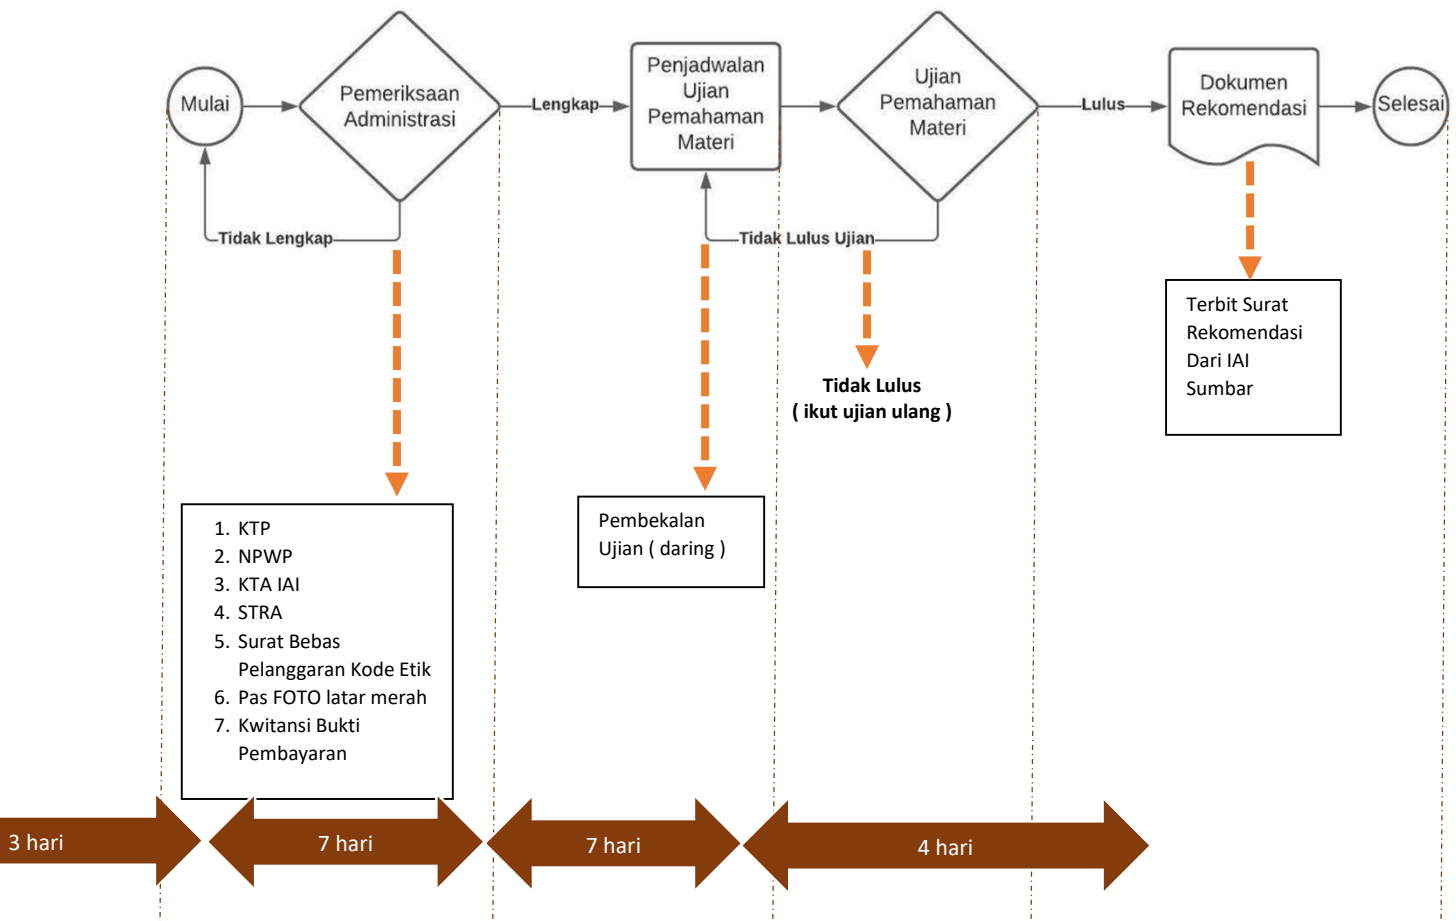 Mulai
Pemeriksaan
Administrasi
Lengkap
Penjadwalan
Ujian
Pemahaman
Materi
Ujian
Pemahaman
Materi
Lulus
Dokumen
Rekomendasi
Selesai
Tidak Lengkap
Tidak Lulus Ujian
Terbit Surat
Rekomendasi
Dari IAI
Sumbar
Tidak Lulus
( ikut ujian ulang )
1. KTP
2. NPWP
3. KTA IAI
4. STRA
5. Surat Bebas
Pelanggaran Kode Etik
6. Pas FOTO latar merah
7. Kwitansi Bukti
Pembayaran
Pembekalan
Ujian ( daring )
3 hari
7 hari
7 hari
4 hari